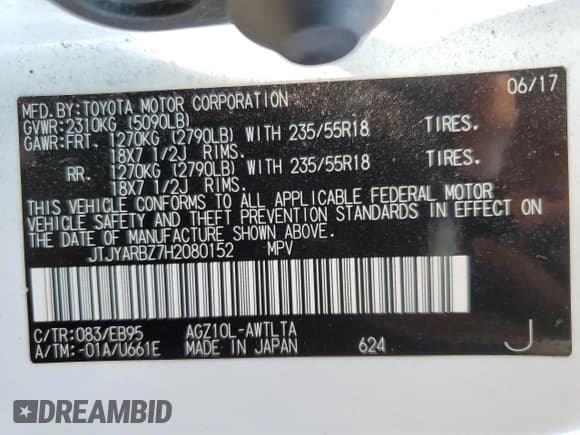 MFD.BY:TOYOTA MOTOR CORPORATION 06/17
GVWR:2310KG (5090LB)
GAWR:FRT. 1270KG (2790LB) WITH 235/55R18 TIRES.
18X7 1/2J RIMS.
RR. 1270KG (2790LB) WITH 235/55R18 TIRES.
18X7 1/2J RIMS.
THIS VEHICLE CONFORMS TO ALL APPLICABLE FEDERAL MOTOR
VEHICLE SAFETY AND THEFT PREVENTION STANDARDS IN EFFECT ON
THE DATE OF MANUFACTURE SHOWN ABOVE.
JTJYARBZ7H2080152 MPV
C/TR:083/EB95 AGZ10L-AWTLTA
A/TM:-01A/U661E MADE IN JAPAN 624 J
DREAMBID